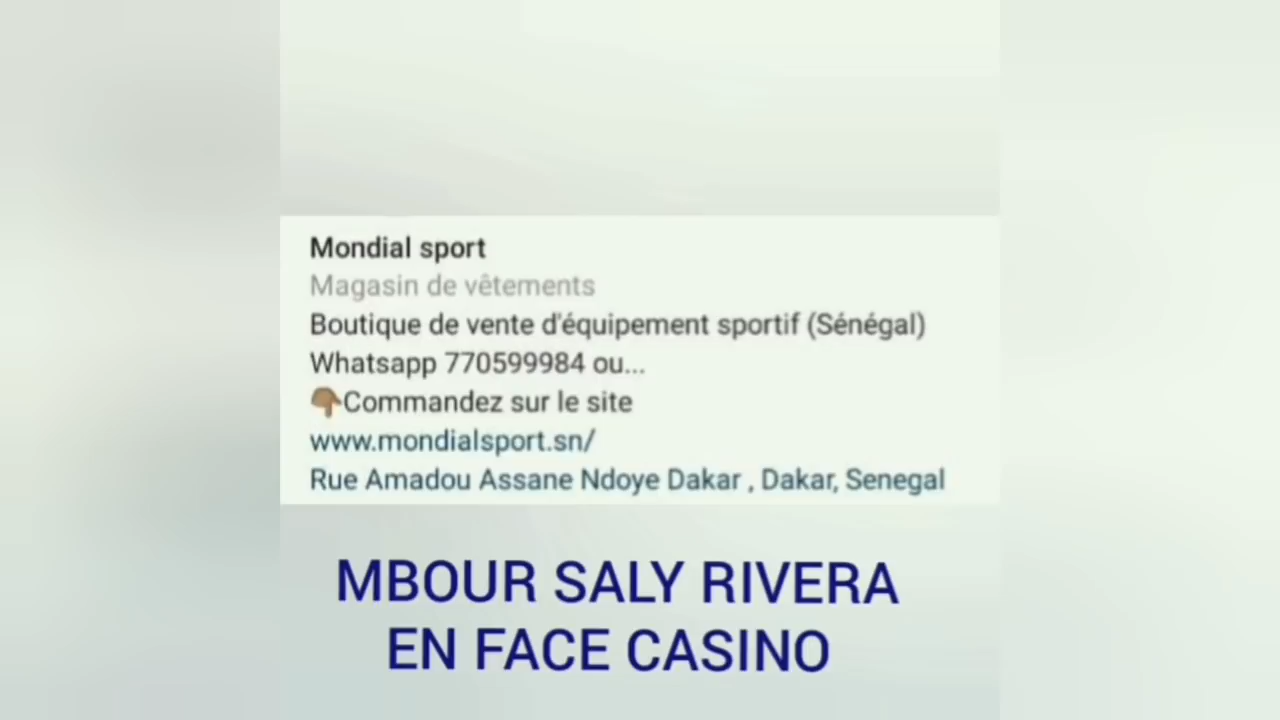 Mondial sport
Magasin de vêtements
Boutique de vente d'équipement sportif (Sénégal)
Whatsapp 770599984 ou...
👇🏽Commandez sur le site
www.mondialsport.sn/
Rue Amadou Assane Ndoye Dakar , Dakar, Senegal
MBOUR SALY RIVERA
EN FACE CASINO